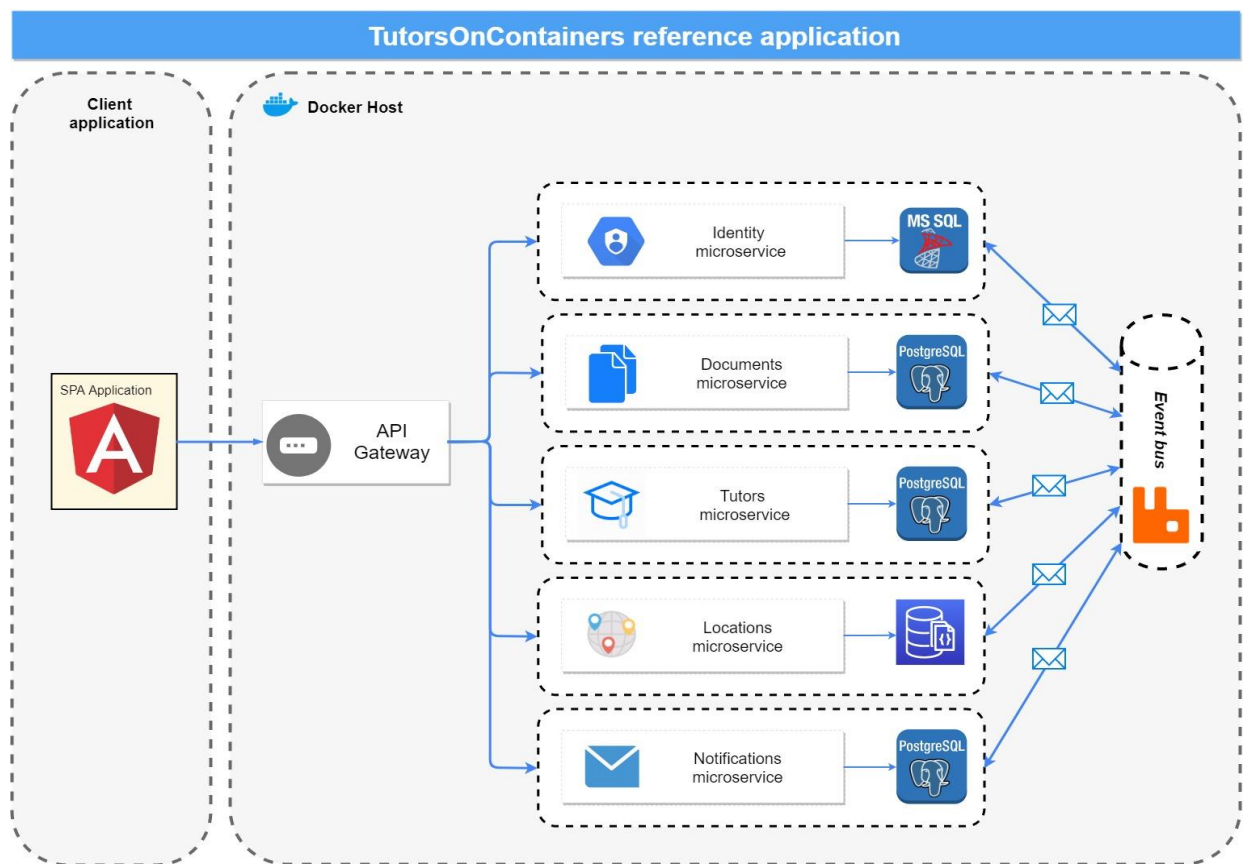 TutorsOnContainers reference application
Client
application
Docker Host
SPA Application
API
Gateway
Identity
microservice
MS SQL
Documents
microservice
PostgreSQL
Tutors
microservice
PostgreSQL
Locations
microservice
Notifications
microservice
PostgreSQL
Event bus